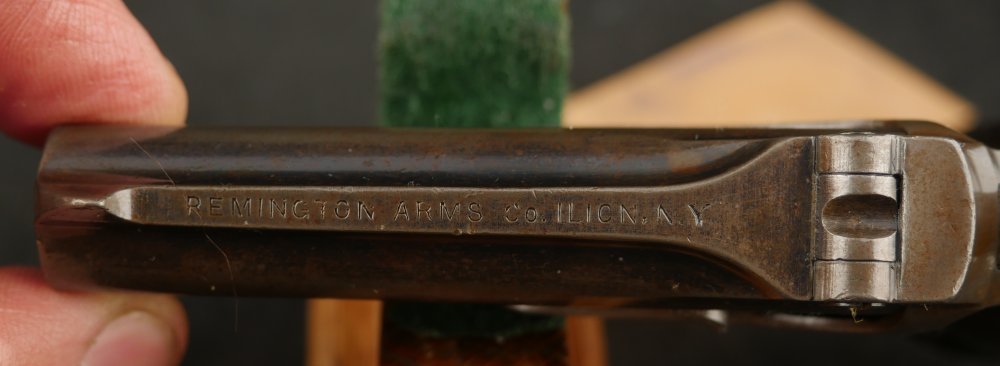 REMINGTON ARMS Co. ILION, N.Y